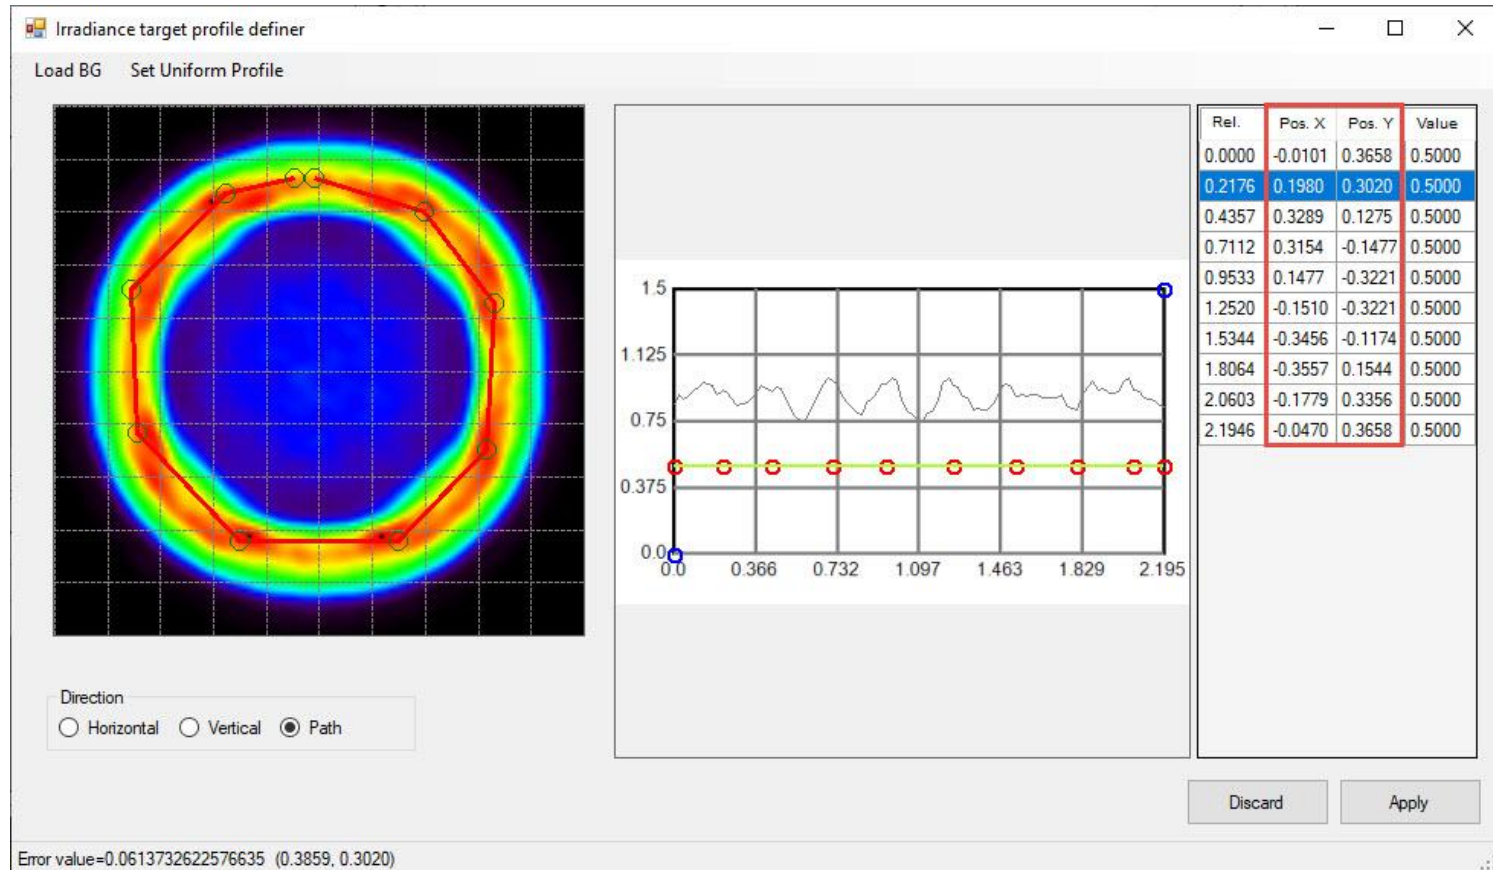 Irradiance target profile definer
Load BG Set Uniform Profile
Rel. Pos. X Pos. Y Value
0.0000 -0.0101 0.3658 0.5000
0.2176 0.1980 0.3020 0.5000
0.4357 0.3289 0.1275 0.5000
0.7112 0.3154 -0.1477 0.5000
0.9533 0.1477 -0.3221 0.5000
1.2520 -0.1510 -0.3221 0.5000
1.5344 -0.3456 -0.1174 0.5000
1.8064 -0.3557 0.1544 0.5000
2.0603 -0.1779 0.3356 0.5000
2.1946 -0.0470 0.3658 0.5000
1.5
1.125
0.75
0.375
0.0
0.0 0.366 0.732 1.097 1.463 1.829 2.195
Direction
Horizontal Vertical Path
Discard Apply
Error value=0.0613732622576635 (0.3859, 0.3020)